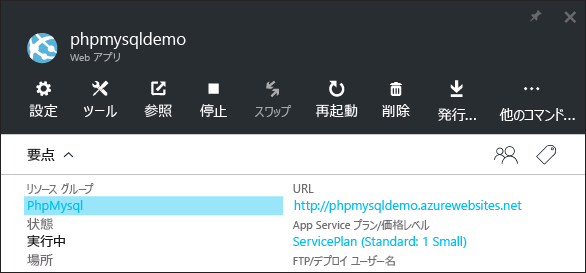 phpmysqldemo
Web アプリ
設定 ツール 参照 停止 スワップ 再起動 削除 発行... 他のコマンド...
要点
リソース グループ
PhpMysql
状態
実行中
場所
URL
http://phpmysqldemo.azurewebsites.net
App Service プラン/価格レベル
ServicePlan (Standard: 1 Small)
FTP/デプロイ ユーザー名